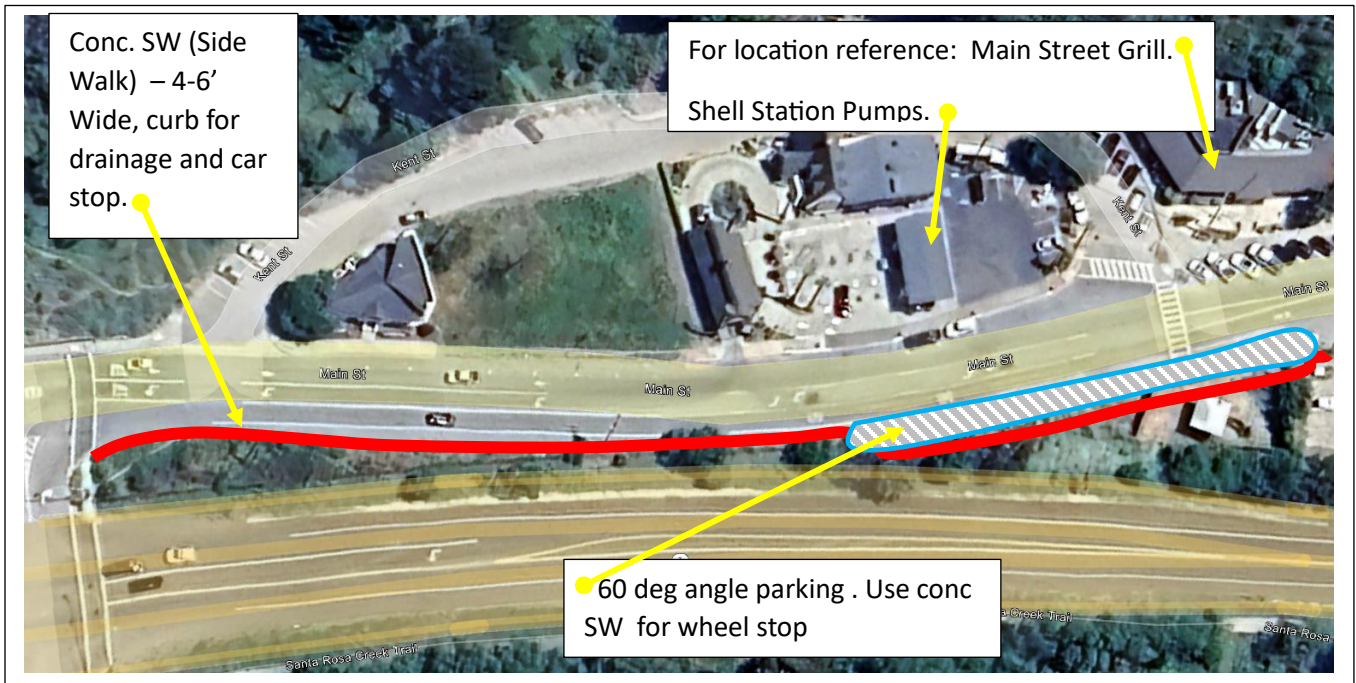 Conc. SW (Side
Walk) – 4-6’
Wide, curb for
drainage and car
stop.
For location reference: Main Street Grill.
Shell Station Pumps.
Kent St
Kent St
Kent St
Main St
Main St
Main St
Main St
60 deg angle parking . Use conc
SW for wheel stop
Creek Trail
Santa Rosa
Santa Rosa Creek Trail